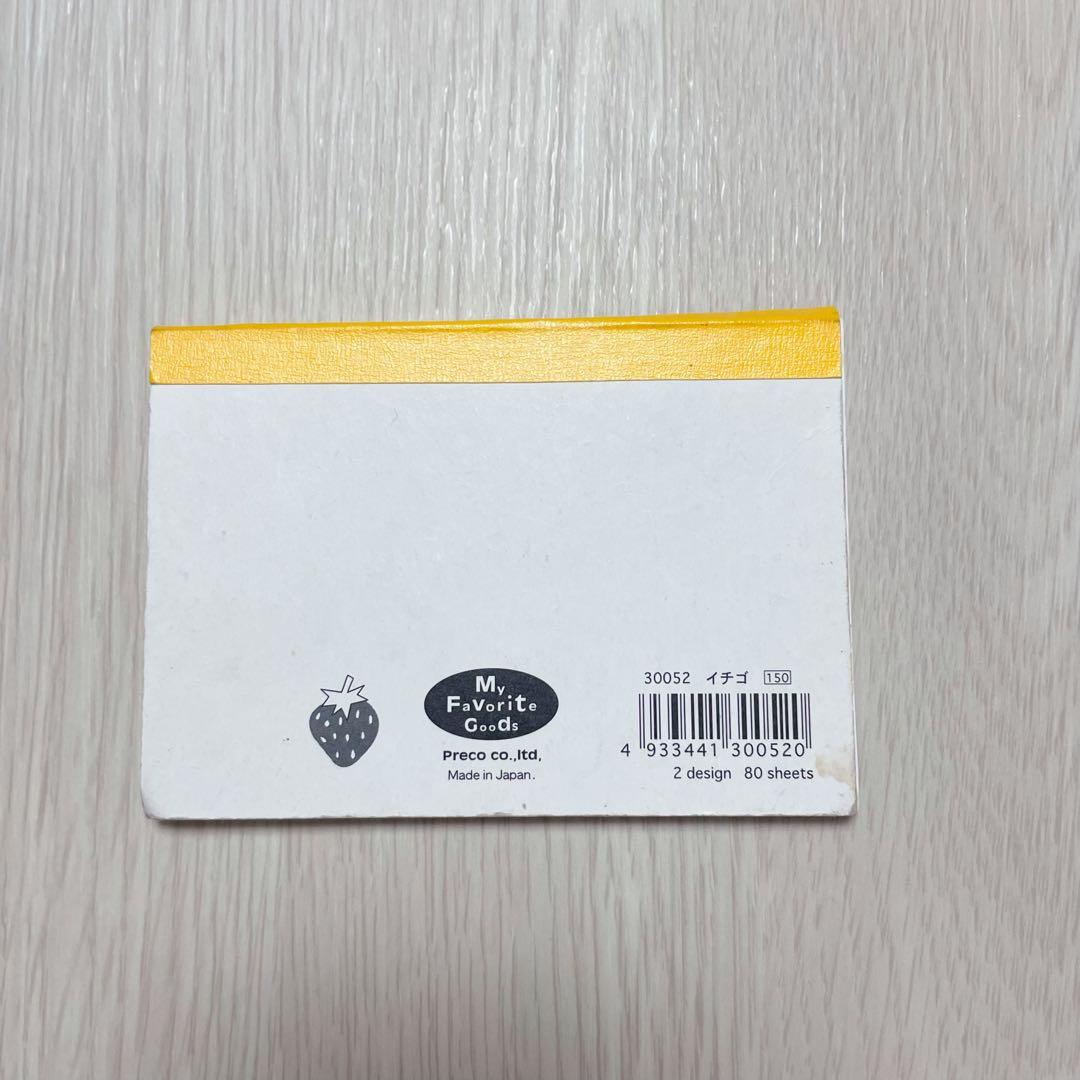 My
Favorite
Goods
Preco co.,ltd,
Made in Japan.
30052 イチゴ 150
4 933441 300520
2 design 80 sheets